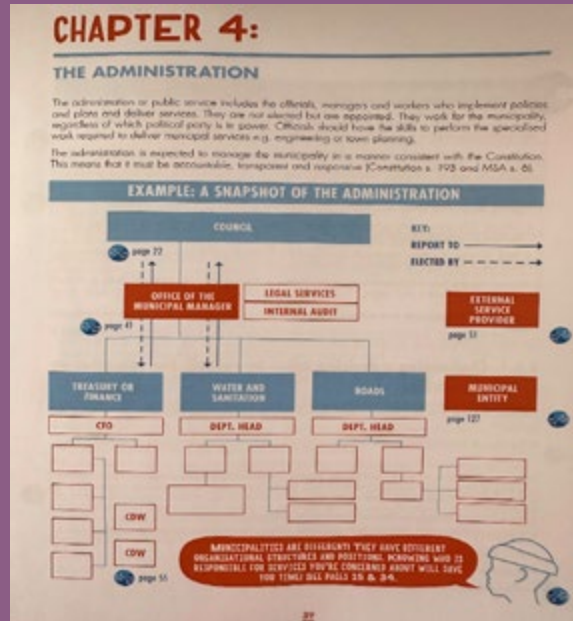 CHAPTER 4:
THE ADMINISTRATION
The administration or public service includes the officials, managers and workers who implement policies
and plans and deliver services. They are not elected but are appointed. They work for the municipality,
regardless of which political party is in power. Officials should have the skills to perform the specialised
work required to deliver municipal services e.g. engineering or town planning.
The administration is expected to manage the municipality in a manner consistent with the Constitution.
This means that it must be accountable, transparent and responsive (Constitution s. 195 and MSA s. 6).
EXAMPLE: A SNAPSHOT OF THE ADMINISTRATION
COUNCIL
KEY:
REPORT TO
ELECTED BY
page 22
OFFICE OF THE
MUNICIPAL MANAGER
LEGAL SERVICES
INTERNAL AUDIT
EXTERNAL
SERVICE
PROVIDER
page 41
page 51
TREASURY OR
FINANCE
WATER AND
SANITATION
ROADS
MUNICIPAL
ENTITY
CFO
DEPT. HEAD
DEPT. HEAD
page 127
CDW
CDW
page 55
MUNICIPALITIES ARE DIFFERENT! THEY HAVE DIFFERENT
ORGANISATIONAL STRUCTURES AND POSITIONS. KNOWING WHO IS
RESPONSIBLE FOR SERVICES YOU'RE CONCERNED ABOUT WILL SAVE
YOU TIME! SEE PAGES 25 & 34.